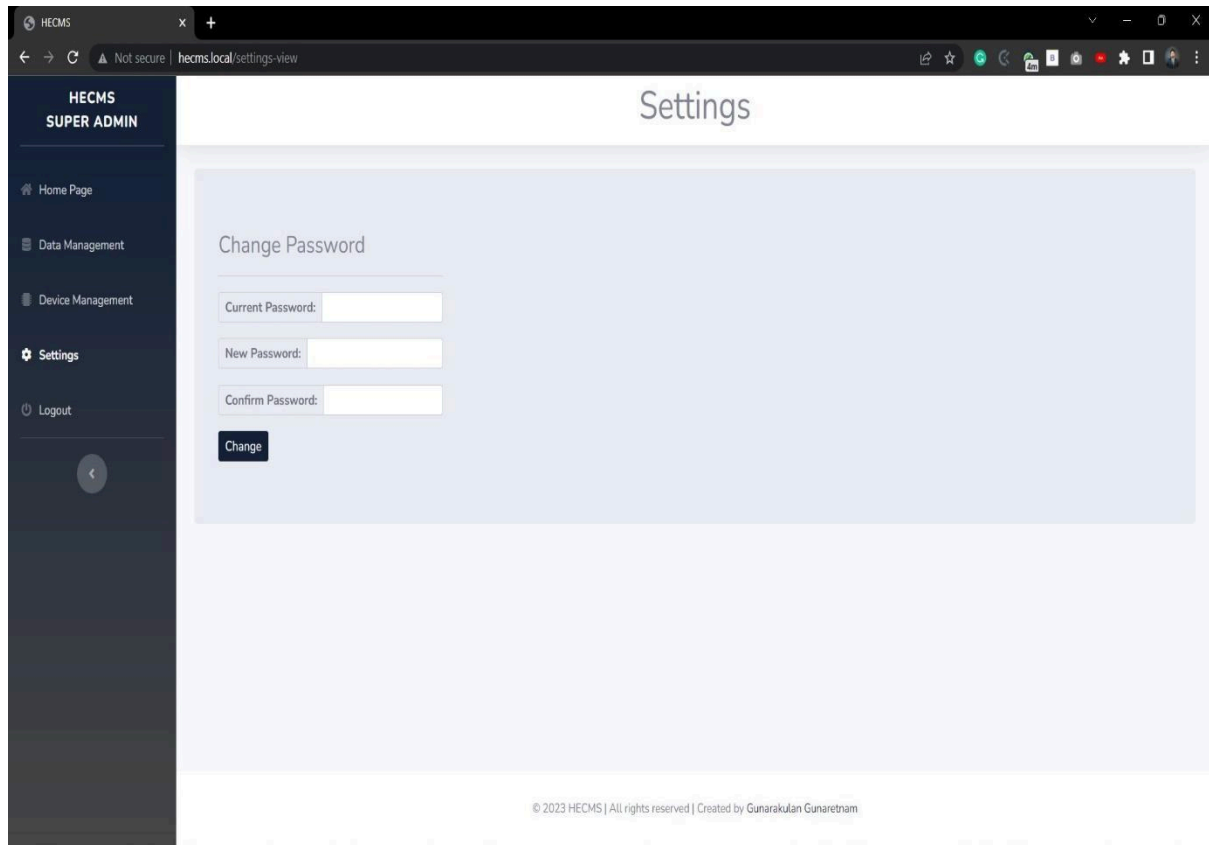 HECMS
Not secure | hecms.local/settings-view
4m
B
HECMS
SUPER ADMIN
Home Page
Data Management
Device Management
Settings
Logout
Settings
Change Password
Current Password:
New Password:
Confirm Password:
Change
© 2023 HECMS | All rights reserved | Created by Gunarakulan Gunaretnam